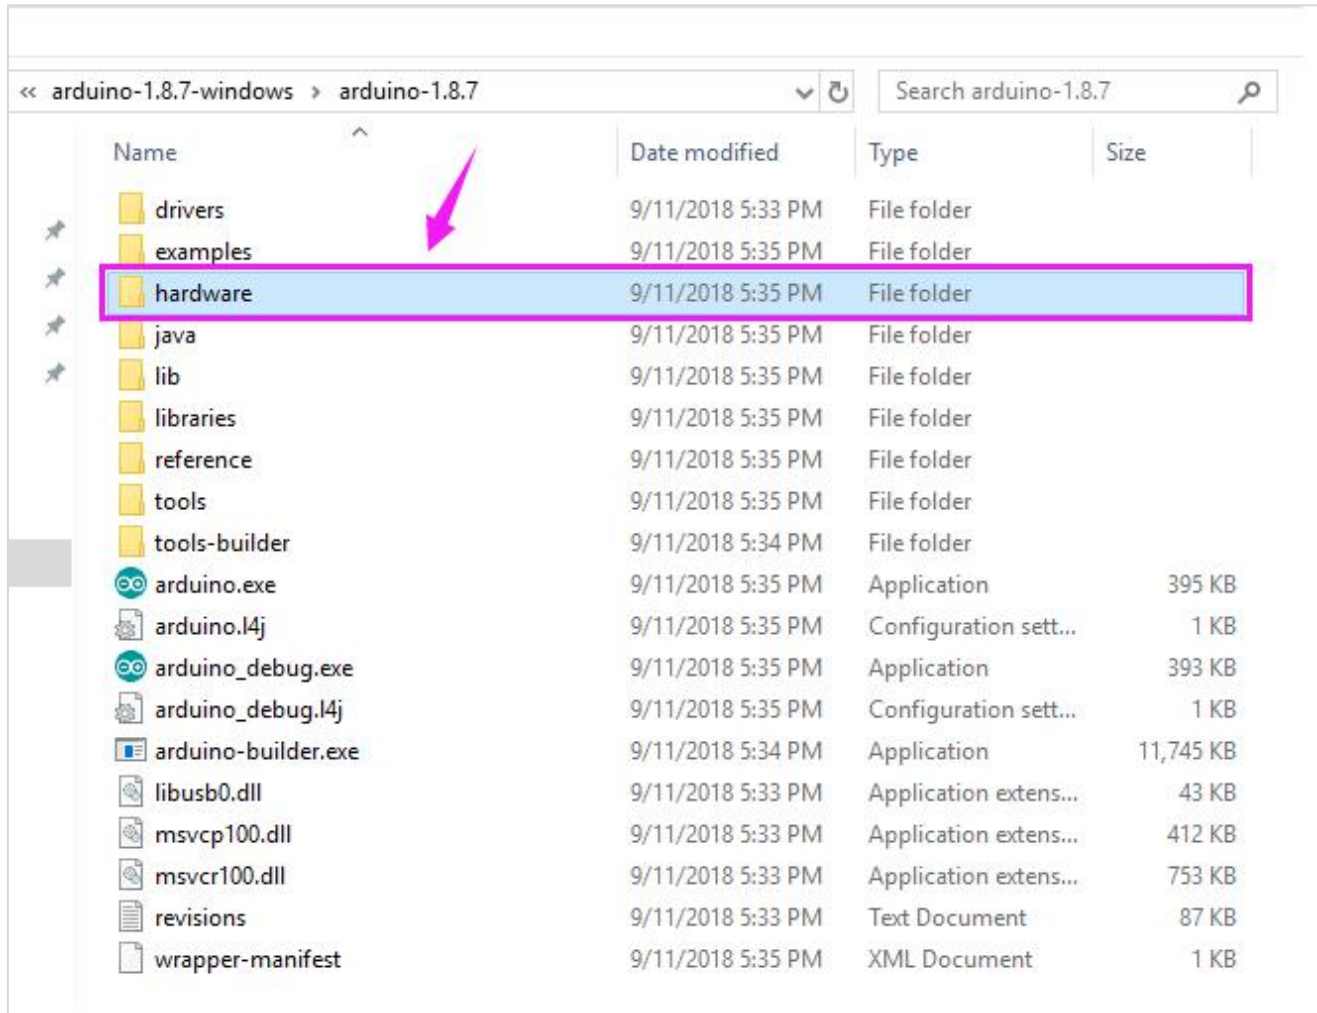 « arduino-1.8.7-windows › arduino-1.8.7 Search arduino-1.8.7
Name Date modified Type Size
drivers 9/11/2018 5:33 PM File folder
examples 9/11/2018 5:35 PM File folder
hardware 9/11/2018 5:35 PM File folder
java 9/11/2018 5:35 PM File folder
lib 9/11/2018 5:35 PM File folder
libraries 9/11/2018 5:35 PM File folder
reference 9/11/2018 5:35 PM File folder
tools 9/11/2018 5:35 PM File folder
tools-builder 9/11/2018 5:34 PM File folder
arduino.exe 9/11/2018 5:35 PM Application 395 KB
arduino.l4j 9/11/2018 5:35 PM Configuration sett... 1 KB
arduino_debug.exe 9/11/2018 5:35 PM Application 393 KB
arduino_debug.l4j 9/11/2018 5:35 PM Configuration sett... 1 KB
arduino-builder.exe 9/11/2018 5:34 PM Application 11,745 KB
libusb0.dll 9/11/2018 5:33 PM Application extens... 43 KB
msvcp100.dll 9/11/2018 5:33 PM Application extens... 412 KB
msvcr100.dll 9/11/2018 5:33 PM Application extens... 753 KB
revisions 9/11/2018 5:33 PM Text Document 87 KB
wrapper-manifest 9/11/2018 5:35 PM XML Document 1 KB